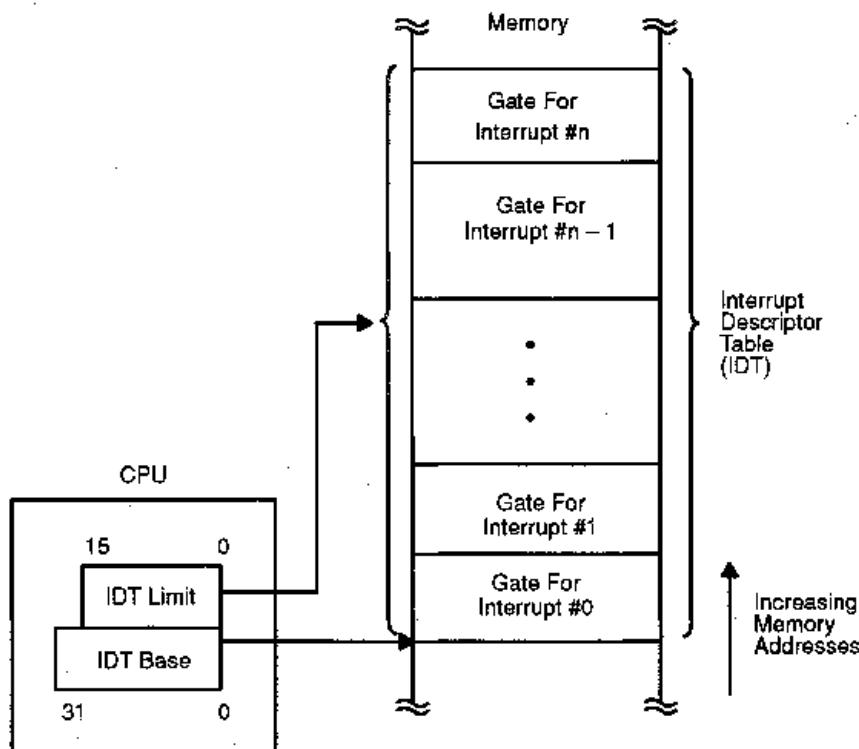 Memory
Gate For
Interrupt #n
Gate For
Interrupt #n – 1
Interrupt
Descriptor
Table
(IDT)
CPU
Gate For
Interrupt #1
15 0
IDT Limit
Gate For
Interrupt #0
Increasing
Memory
Addresses
IDT Base
31 0